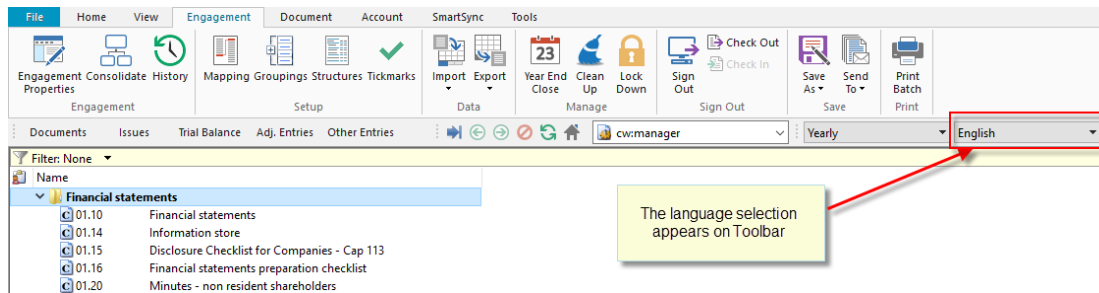 File Home View Engagement Document Account SmartSync Tools
Engagement Properties Consolidate History Mapping Groupings Structures Tickmarks Import Export 23 Year End Close Clean Up Lock Down Sign Out Check Out Check In Save As Send To Print Batch
Engagement Setup Data Manage Sign Out Save Print
Documents Issues Trial Balance Adj. Entries Other Entries cw:manager Yearly English
Filter: None
Name
Financial statements
01.10 Financial statements
01.14 Information store
01.15 Disclosure Checklist for Companies - Cap 113
01.16 Financial statements preparation checklist
01.20 Minutes - non resident shareholders
The language selection
appears on Toolbar